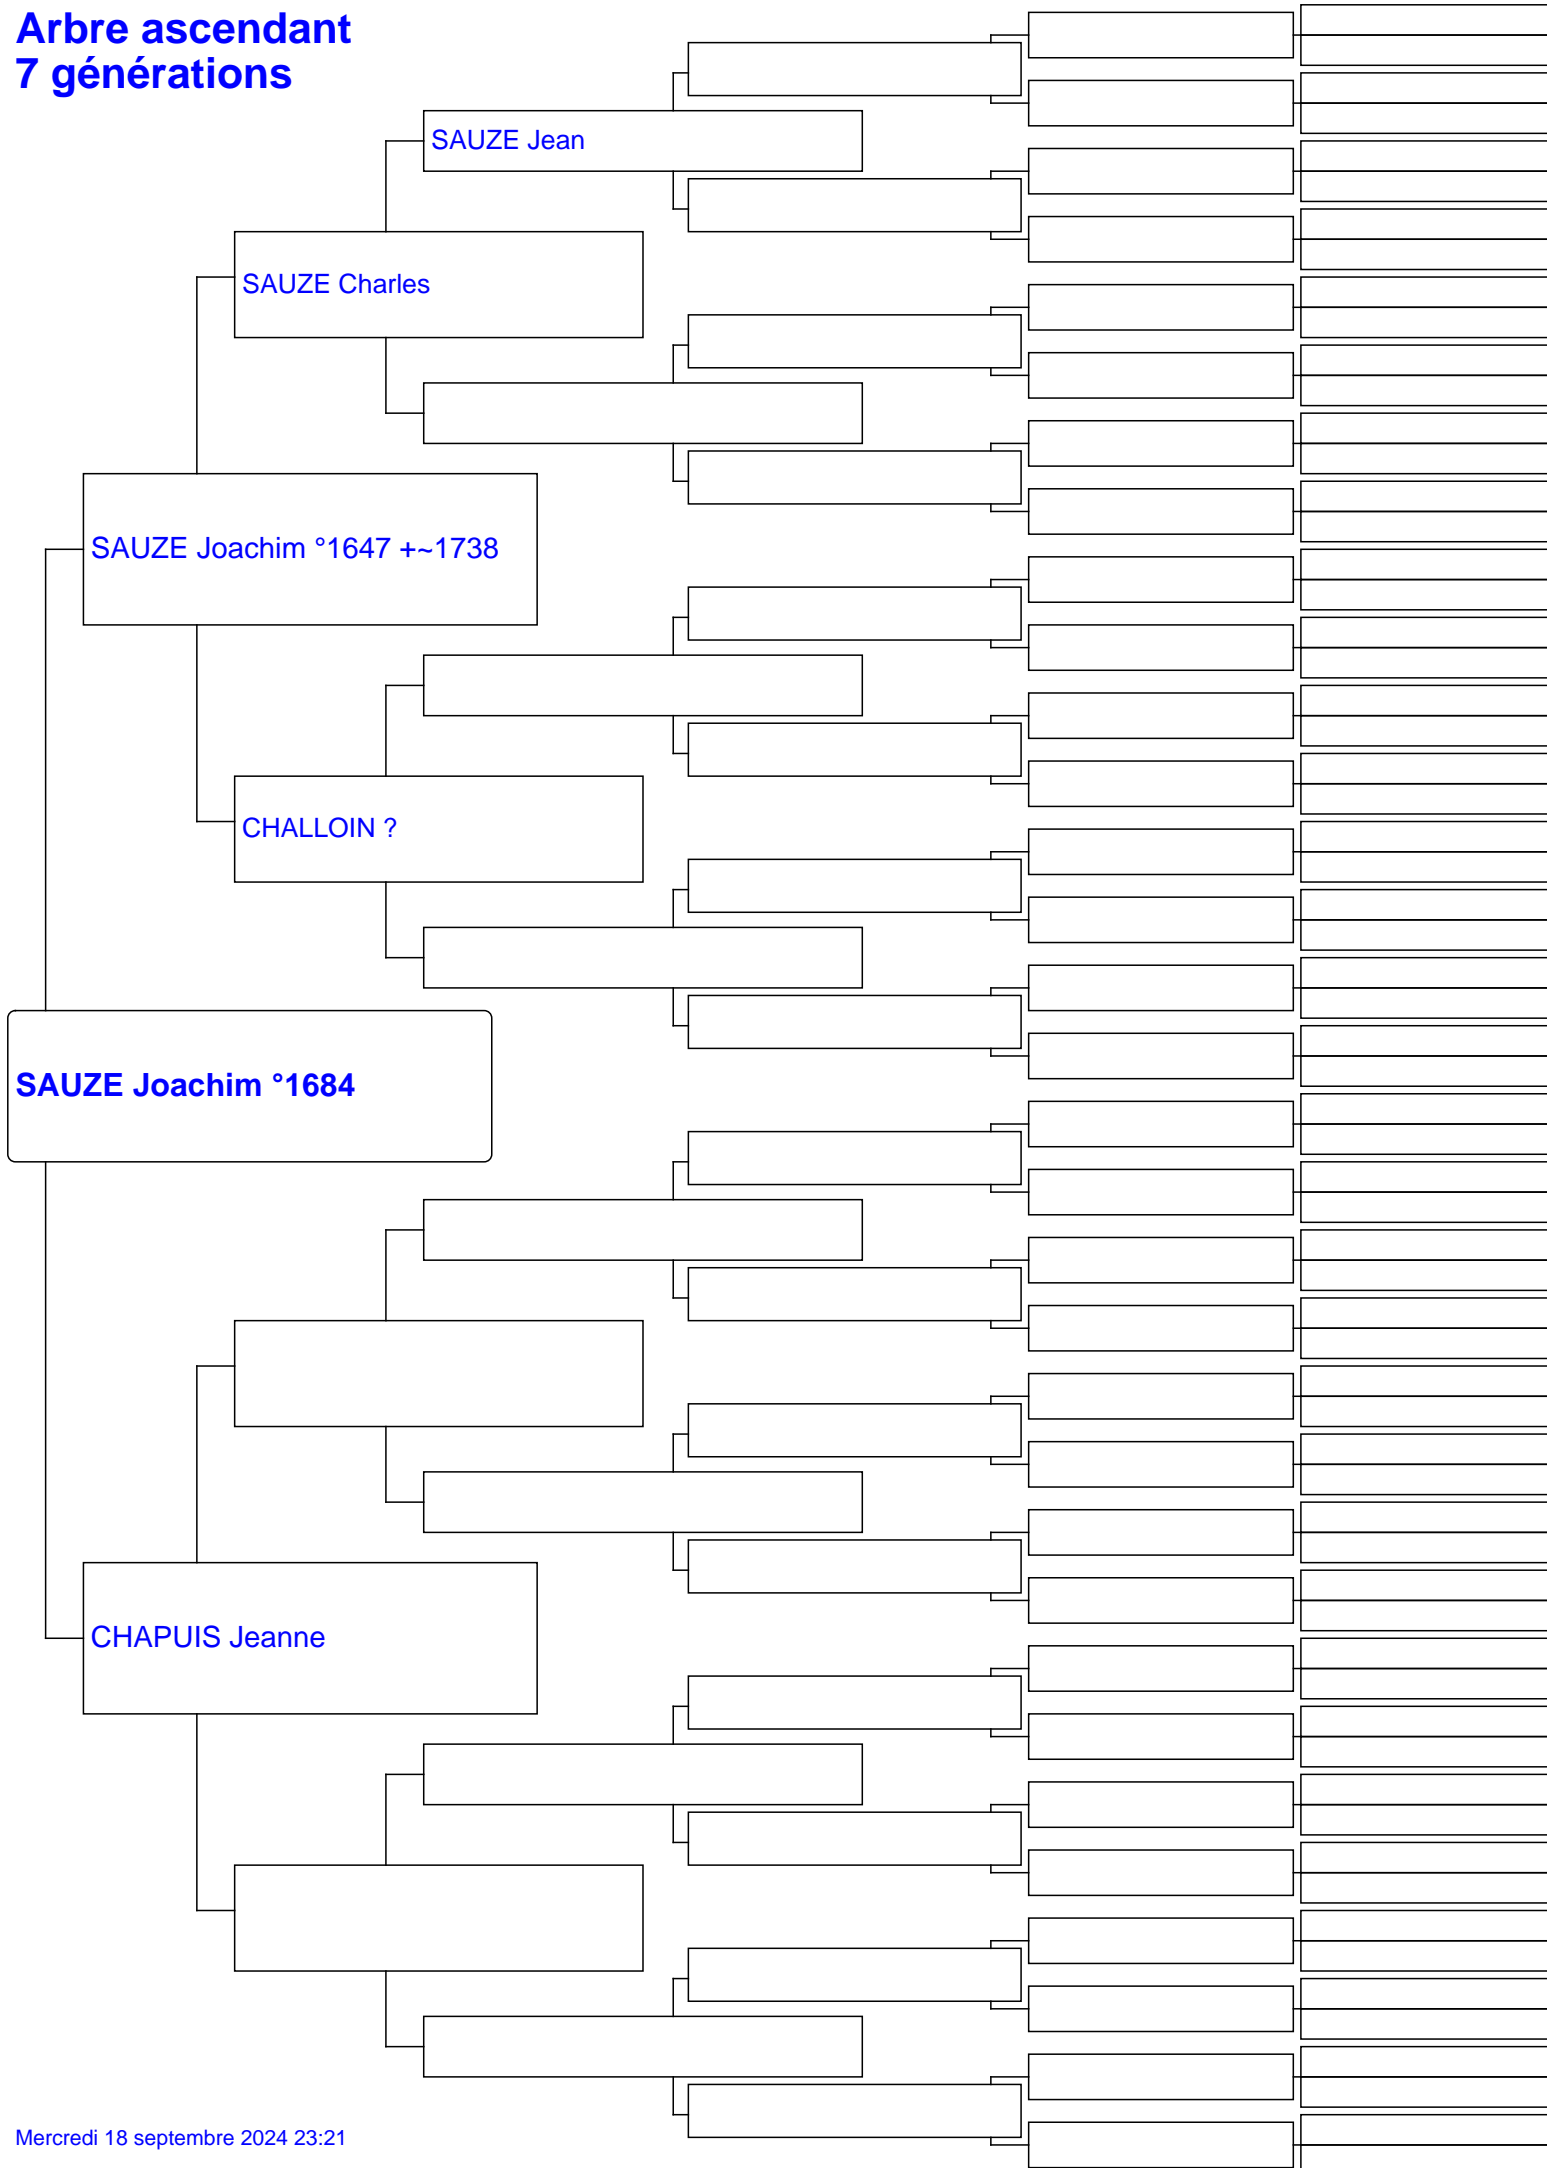 Arbre ascendant
7 générations
SAUZE Jean
SAUZE Charles
SAUZE Joachim °1647 +~1738
CHALLOIN ?
SAUZE Joachim °1684
CHAPUIS Jeanne
Mercredi 18 septembre 2024 23:21